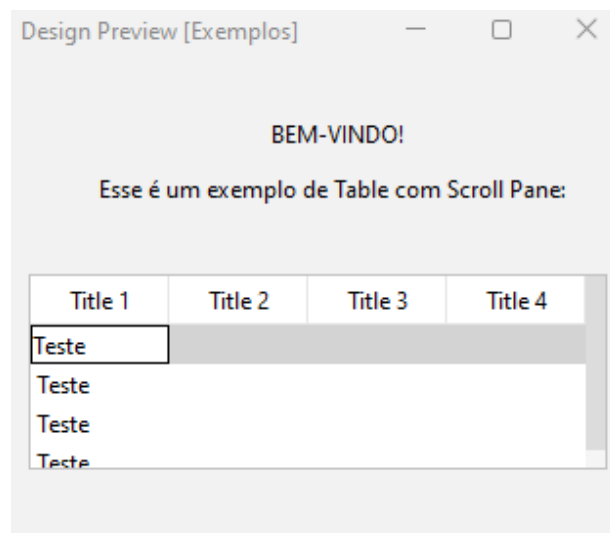 Design Preview [Exemplos]
BEM-VINDO!
Esse é um exemplo de Table com Scroll Pane:
Title 1 Title 2 Title 3 Title 4
Teste
Teste
Teste
Teste